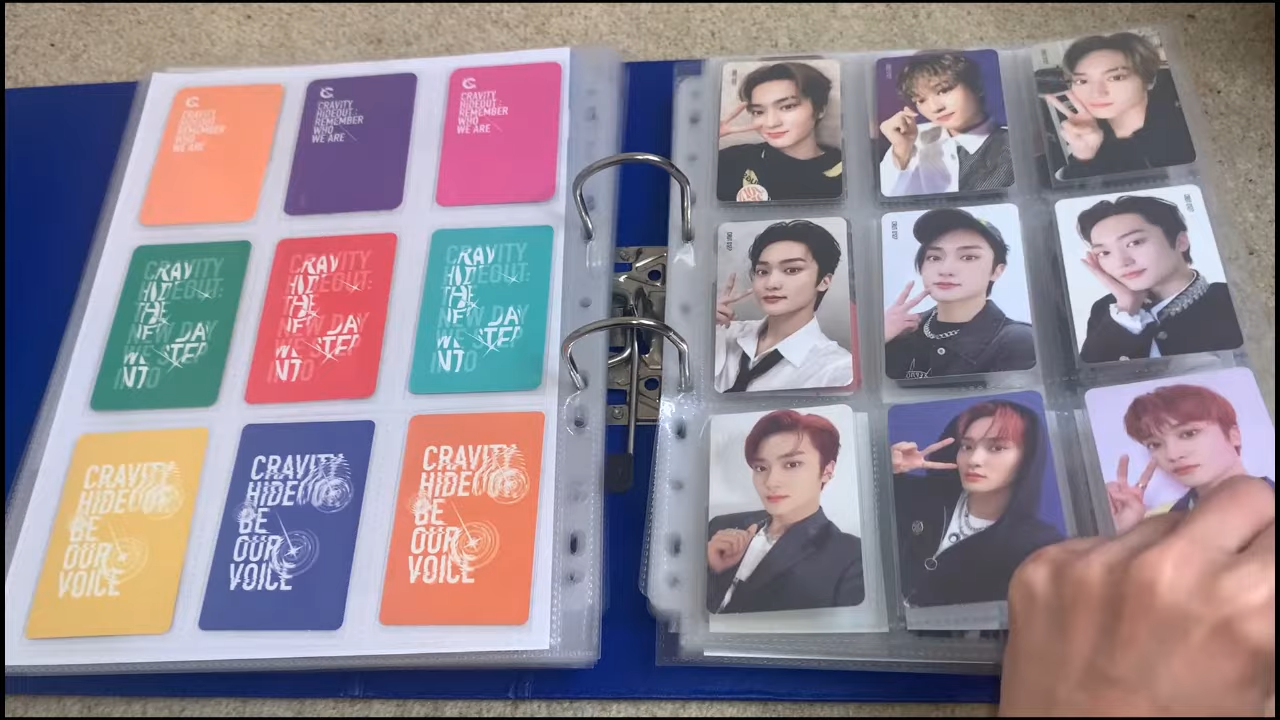 CRAVITY
HIDEOUT:
REMEMBER
WHO
WE ARE
CRAVITY
HIDEOUT:
REMEMBER
WHO
WE ARE
CRAVITY
HIDEOUT:
REMEMBER
WHO
WE ARE
CRAVITY
HIDEOUT:
THE
NEW DAY
WE STEP
INTO
CRAVITY
HIDEOUT:
THE
NEW DAY
WE STEP
INTO
CRAVITY
HIDEOUT:
THE
NEW DAY
WE STEP
INTO
CRAVITY
HIDEOUT
BE
OUR
VOICE
CRAVITY
HIDEOUT
BE
OUR
VOICE
CRAVITY
HIDEOUT
BE
OUR
VOICE